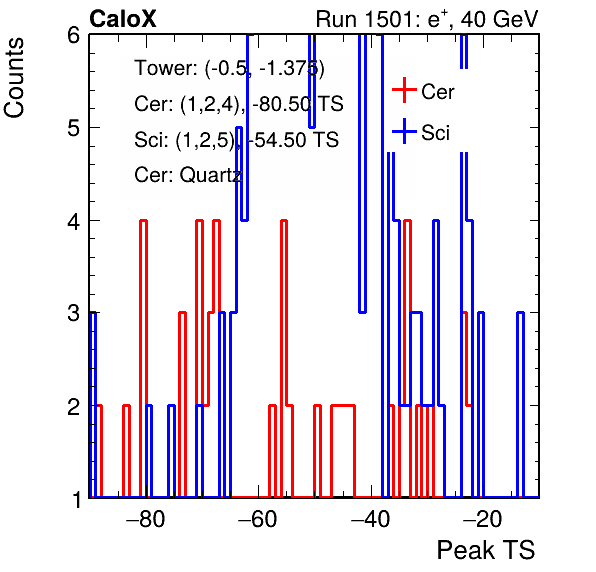 CaloX Run 1501: e⁺, 40 GeV
Counts
Tower: (-0.5, -1.375)
Cer: (1,2,4), -80.50 TS
Sci: (1,2,5), -54.50 TS
Cer: Quartz
Cer
Sci
6
5
4
3
2
1
−80 −60 −40 −20
Peak TS